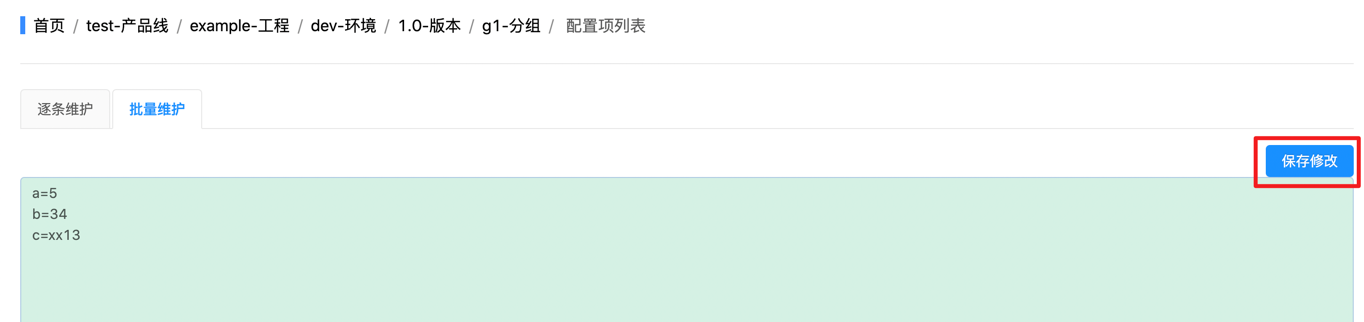 首页 / test-产品线 / example-工程 / dev-环境 / 1.0-版本 / g1-分组 / 配置项列表
逐条维护 批量维护
保存修改
a=5
b=34
c=xx13